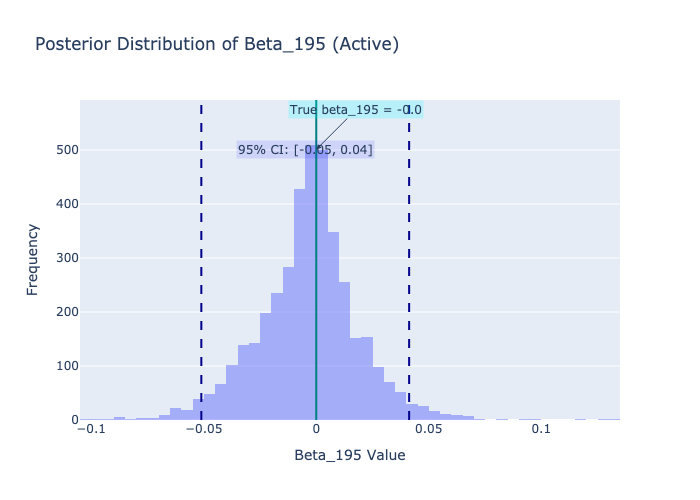 Posterior Distribution of Beta_195 (Active)
True beta_195 = -0.0
95% CI: [-0.05, 0.04]
500
400
300
200
100
0
Frequency
−0.1
−0.05
0
0.05
0.1
Beta_195 Value